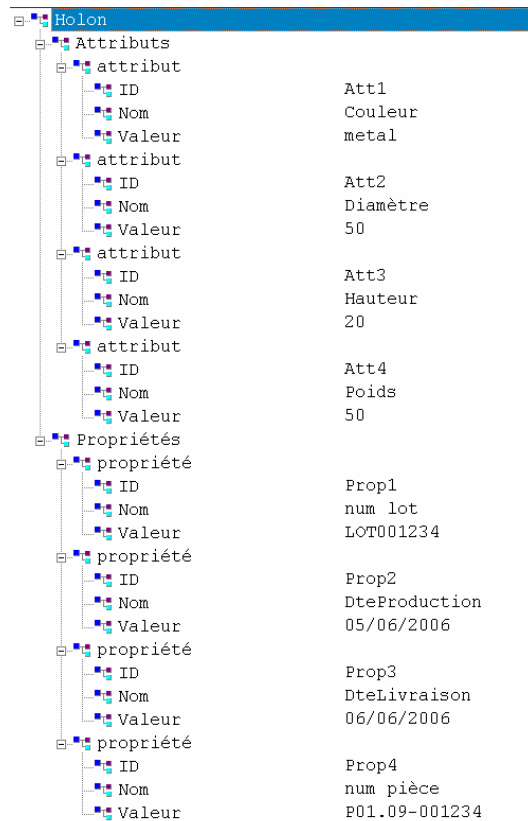 Holon
Attributs
attribut
ID Att1
Nom Couleur
Valeur metal
attribut
ID Att2
Nom Diamètre
Valeur 50
attribut
ID Att3
Nom Hauteur
Valeur 20
attribut
ID Att4
Nom Poids
Valeur 50
Propriétés
propriété
ID Prop1
Nom num lot
Valeur LOT001234
propriété
ID Prop2
Nom DteProduction
Valeur 05/06/2006
propriété
ID Prop3
Nom DteLivraison
Valeur 06/06/2006
propriété
ID Prop4
Nom num pièce
Valeur P01.09-001234